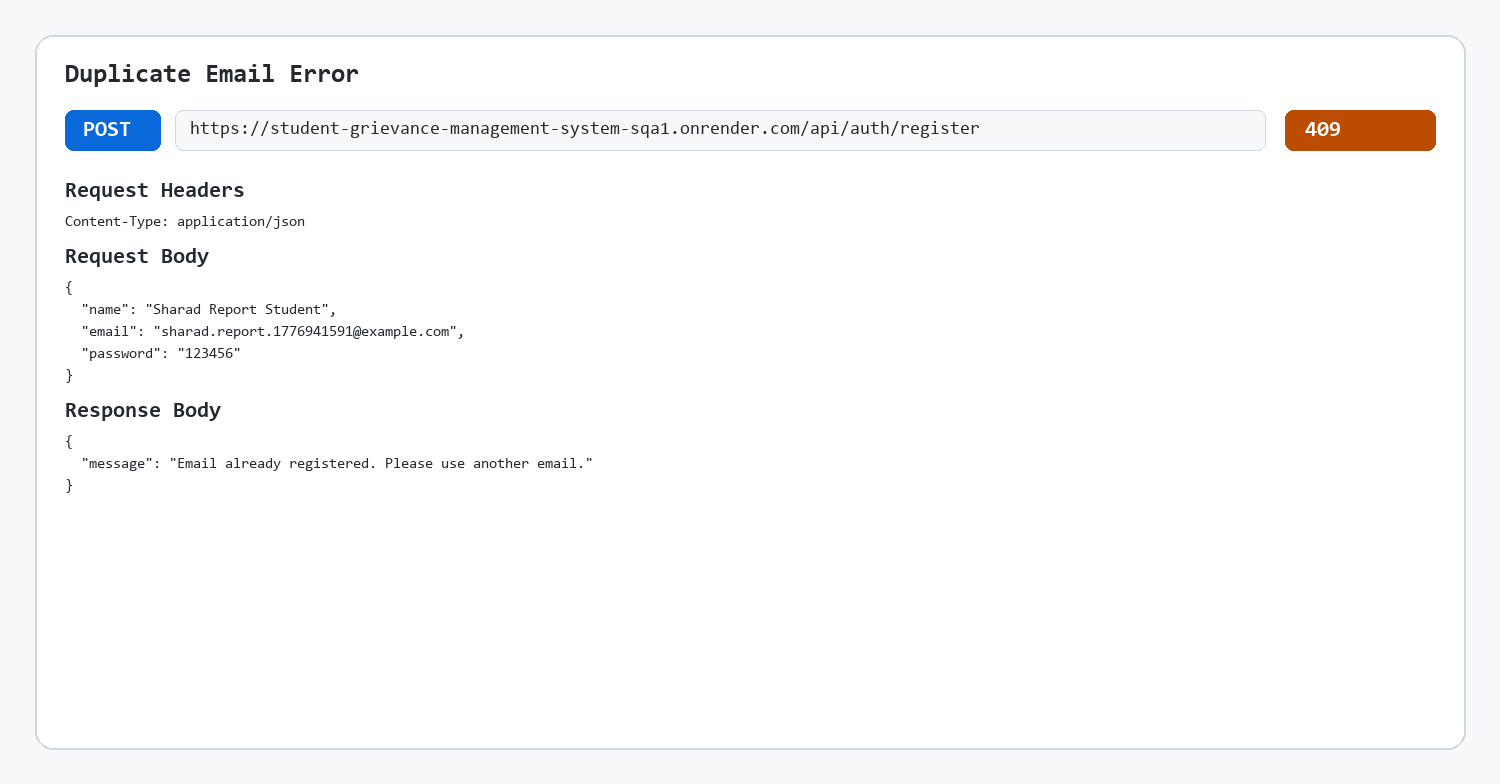 Duplicate Email Error
POST https://student-grievance-management-system-sqa1.onrender.com/api/auth/register 409
Request Headers
Content-Type: application/json
Request Body
{
  "name": "Sharad Report Student",
  "email": "sharad.report.1776941591@example.com",
  "password": "123456"
}
Response Body
{
  "message": "Email already registered. Please use another email."
}